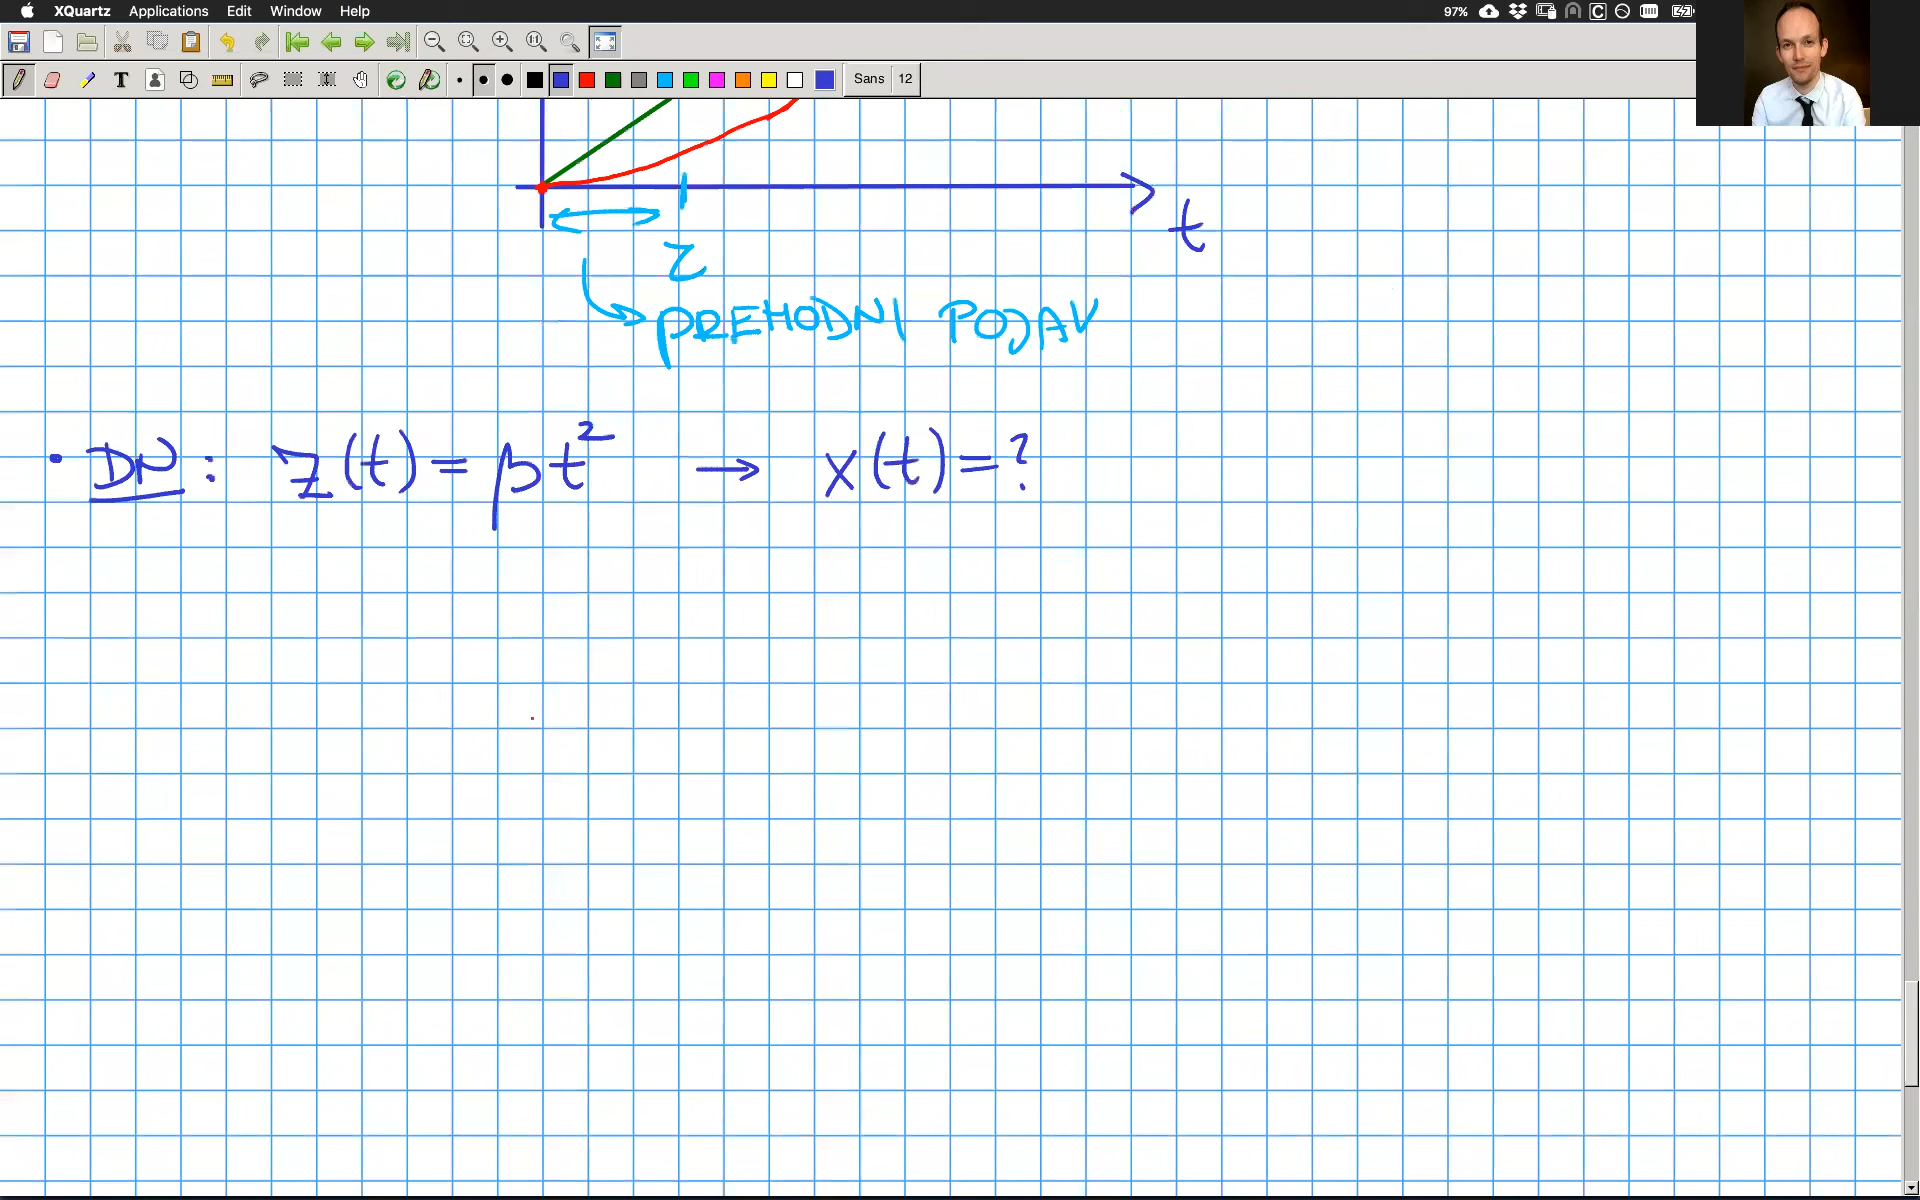 XQuartz Applications Edit Window Help 97%
Sans 12
t
τ
PREHODNI POJAV
• DN: z(t) = βt² → x(t) = ?